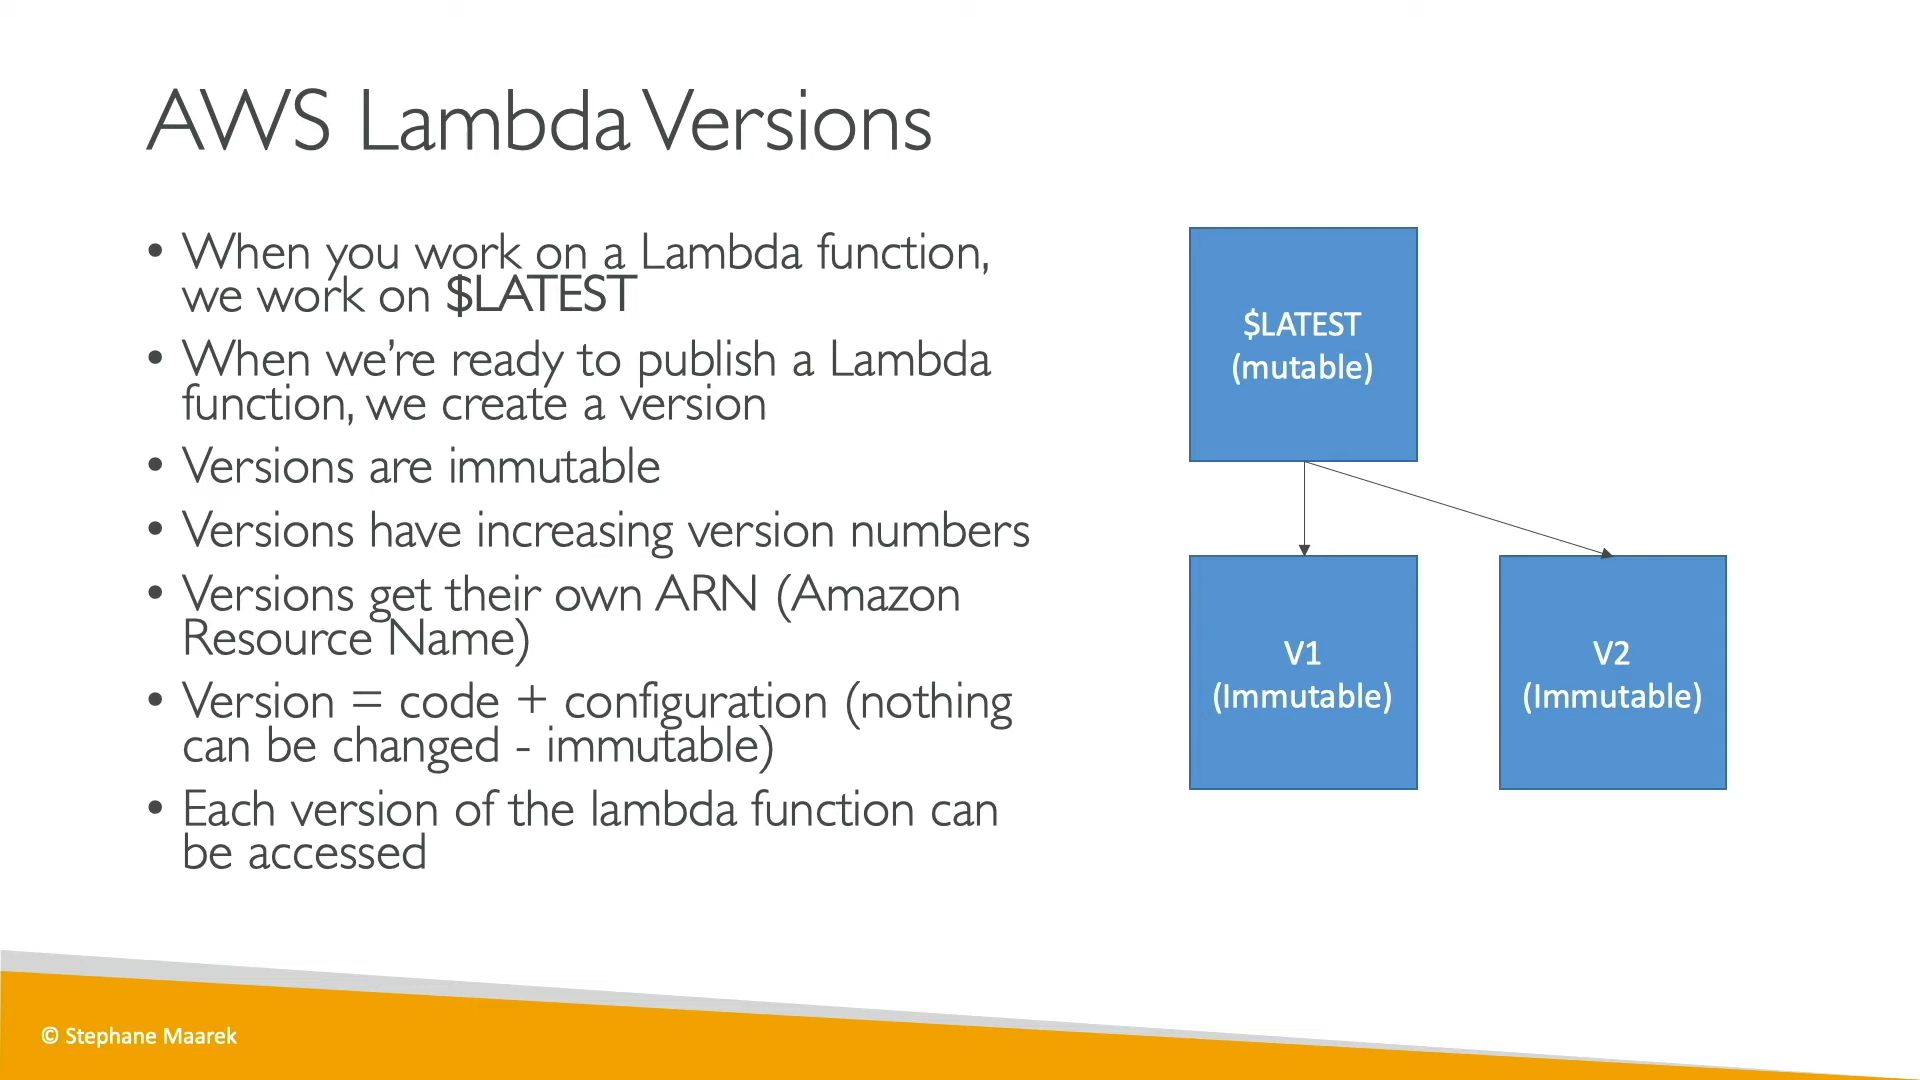 AWS Lambda Versions
• When you work on a Lambda function,
we work on $LATEST
• When we’re ready to publish a Lambda
function, we create a version
• Versions are immutable
• Versions have increasing version numbers
• Versions get their own ARN (Amazon
Resource Name)
• Version = code + configuration (nothing
can be changed - immutable)
• Each version of the lambda function can
be accessed
$LATEST
(mutable)
V1
(Immutable)
V2
(Immutable)
© Stephane Maarek